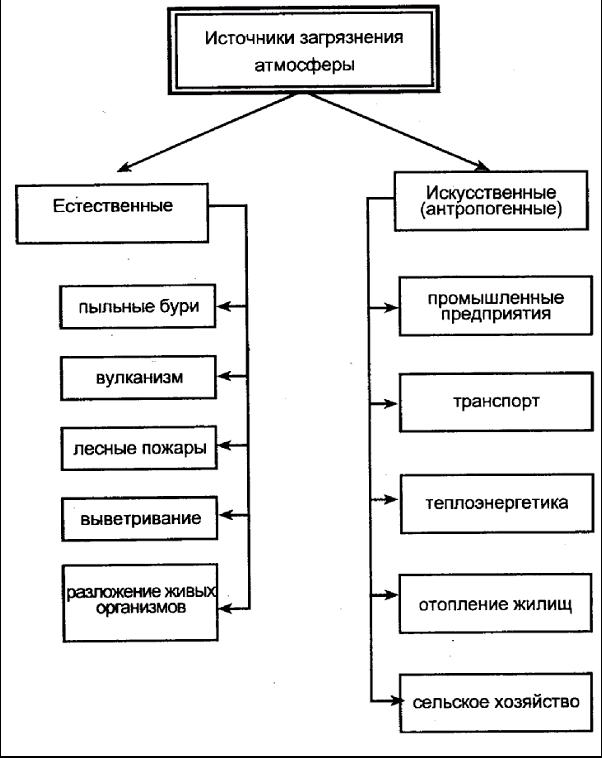 Источники загрязнения
атмосферы
Естественные
пыльные бури
вулканизм
лесные пожары
выветривание
разложение живых
организмов
Искусственные
(антропогенные)
промышленные
предприятия
транспорт
теплоэнергетика
отопление жилищ
сельское хозяйство